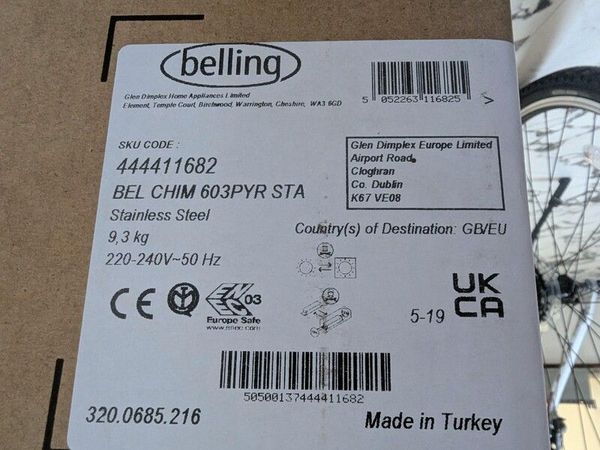 belling
Glen Dimplex Home Appliances Limited
Element, Temple Court, Birchwood, Warrington, Cheshire, WA3 6GD
5 052263 116825 >
SKU CODE :
444411682
BEL CHIM 603PYR STA
Stainless Steel
9,3 kg
220-240V~50 Hz
Glen Dimplex Europe Limited
Airport Road,
Cloghran
Co. Dublin
K67 VE08
Country(s) of Destination: GB/EU
CE
EMC
03
Europe Safe
5-19
UK
CA
50500137444411682
320.0685.216
Made in Turkey